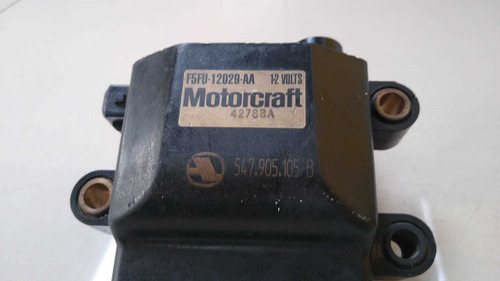 F5FU-12029-AA 12 VOLTS
Motorcraft
42788A
547.905.105 B